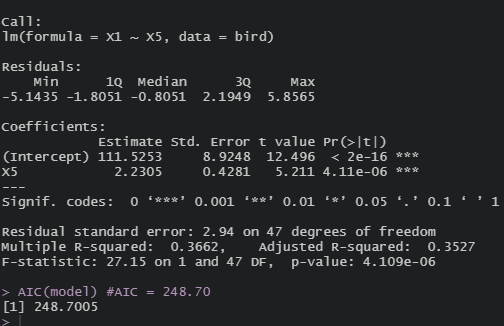 Call:
lm(formula = X1 ~ X5, data = bird)
Residuals:
    Min      1Q  Median      3Q     Max
-5.1435 -1.8051 -0.8051  2.1949  5.8565
Coefficients:
            Estimate Std. Error t value Pr(>|t|)
(Intercept) 111.5253     8.9248  12.496  < 2e-16 ***
X5            2.2305     0.4281   5.211 4.11e-06 ***
---
Signif. codes:  0 ‘***’ 0.001 ‘**’ 0.01 ‘*’ 0.05 ‘.’ 0.1 ‘ ’ 1
Residual standard error: 2.94 on 47 degrees of freedom
Multiple R-squared:  0.3662,    Adjusted R-squared:  0.3527
F-statistic: 27.15 on 1 and 47 DF,  p-value: 4.109e-06
> AIC(model) #AIC = 248.70
[1] 248.7005
>